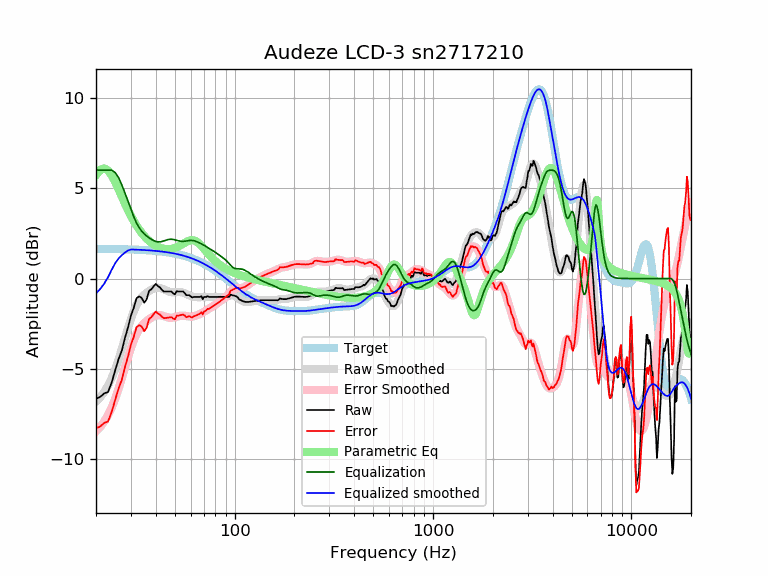 Audeze LCD-3 sn2717210
10
5
0
−5
−10
Amplitude (dBr)
Target
Raw Smoothed
Error Smoothed
Raw
Error
Parametric Eq
Equalization
Equalized smoothed
100
1000
10000
Frequency (Hz)